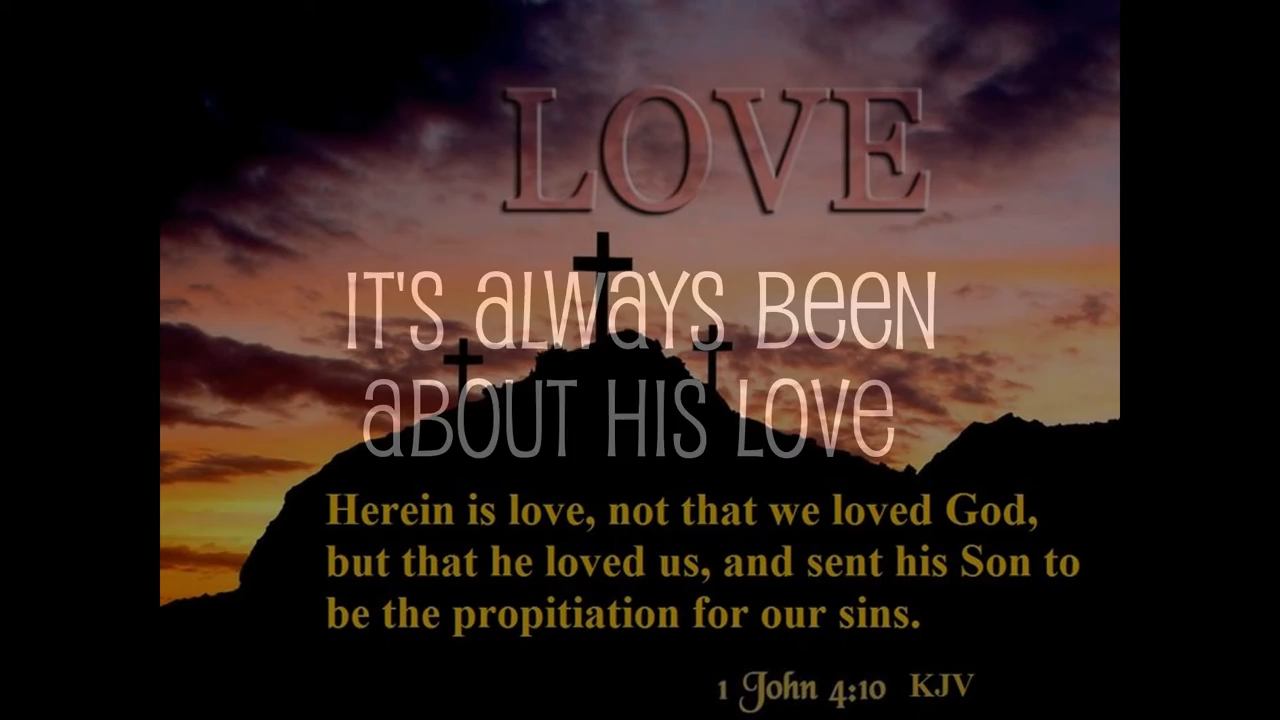 LOVE
IT'S aLWaYS BeeN
aBOUT HIS LOVe
Herein is love, not that we loved God,
but that he loved us, and sent his Son to
be the propitiation for our sins.
1 John 4:10 KJV